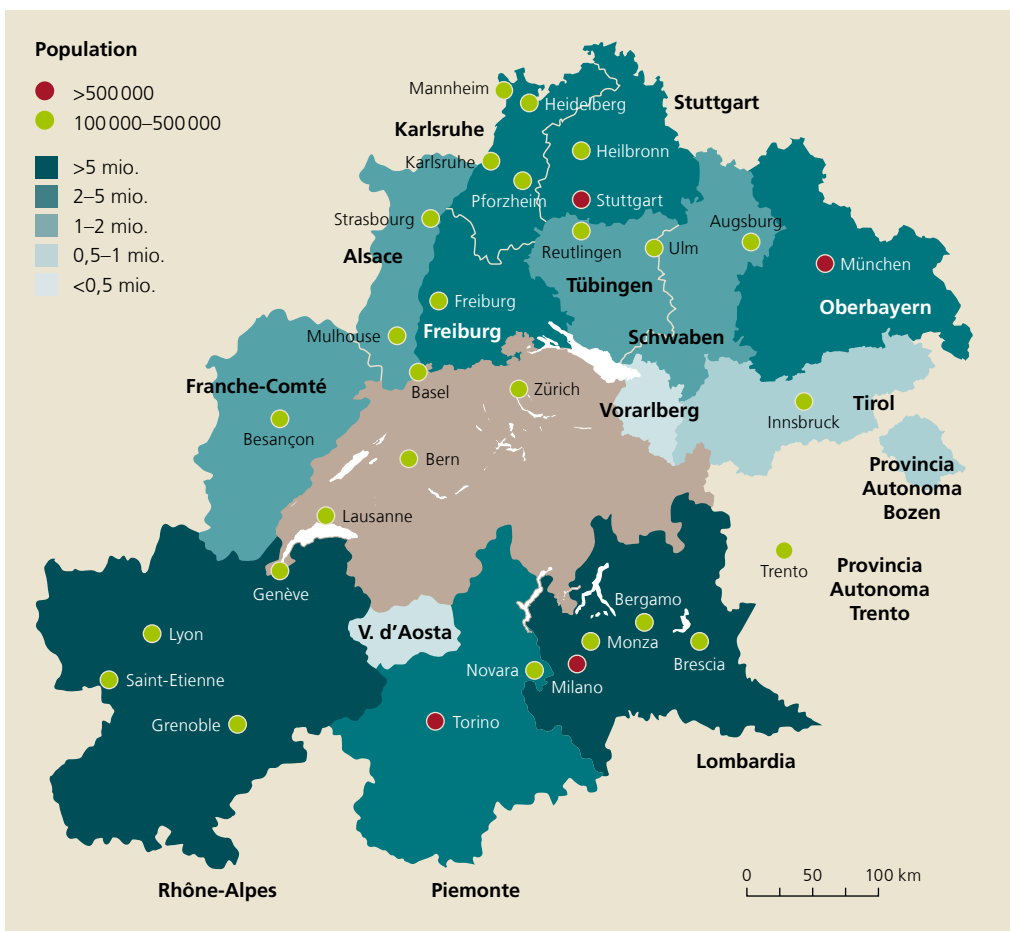 Population
>500 000
100 000–500 000
>5 mio.
2–5 mio.
1–2 mio.
0,5–1 mio.
<0,5 mio.
Mannheim
Heidelberg
Stuttgart
Karlsruhe
Heilbronn
Karlsruhe
Pforzheim
Stuttgart
Strasbourg
Augsburg
Reutlingen
Ulm
Alsace
München
Tübingen
Freiburg
Oberbayern
Freiburg
Mulhouse
Schwaben
Franche-Comté
Basel
Zürich
Vorarlberg
Tirol
Innsbruck
Besançon
Bern
Provincia
Autonoma
Bozen
Lausanne
Trento
Provincia
Autonoma
Trento
Genève
Bergamo
V. d'Aosta
Lyon
Monza
Brescia
Novara
Milano
Saint-Etienne
Grenoble
Torino
Lombardia
Rhône-Alpes
Piemonte
0 50 100 km